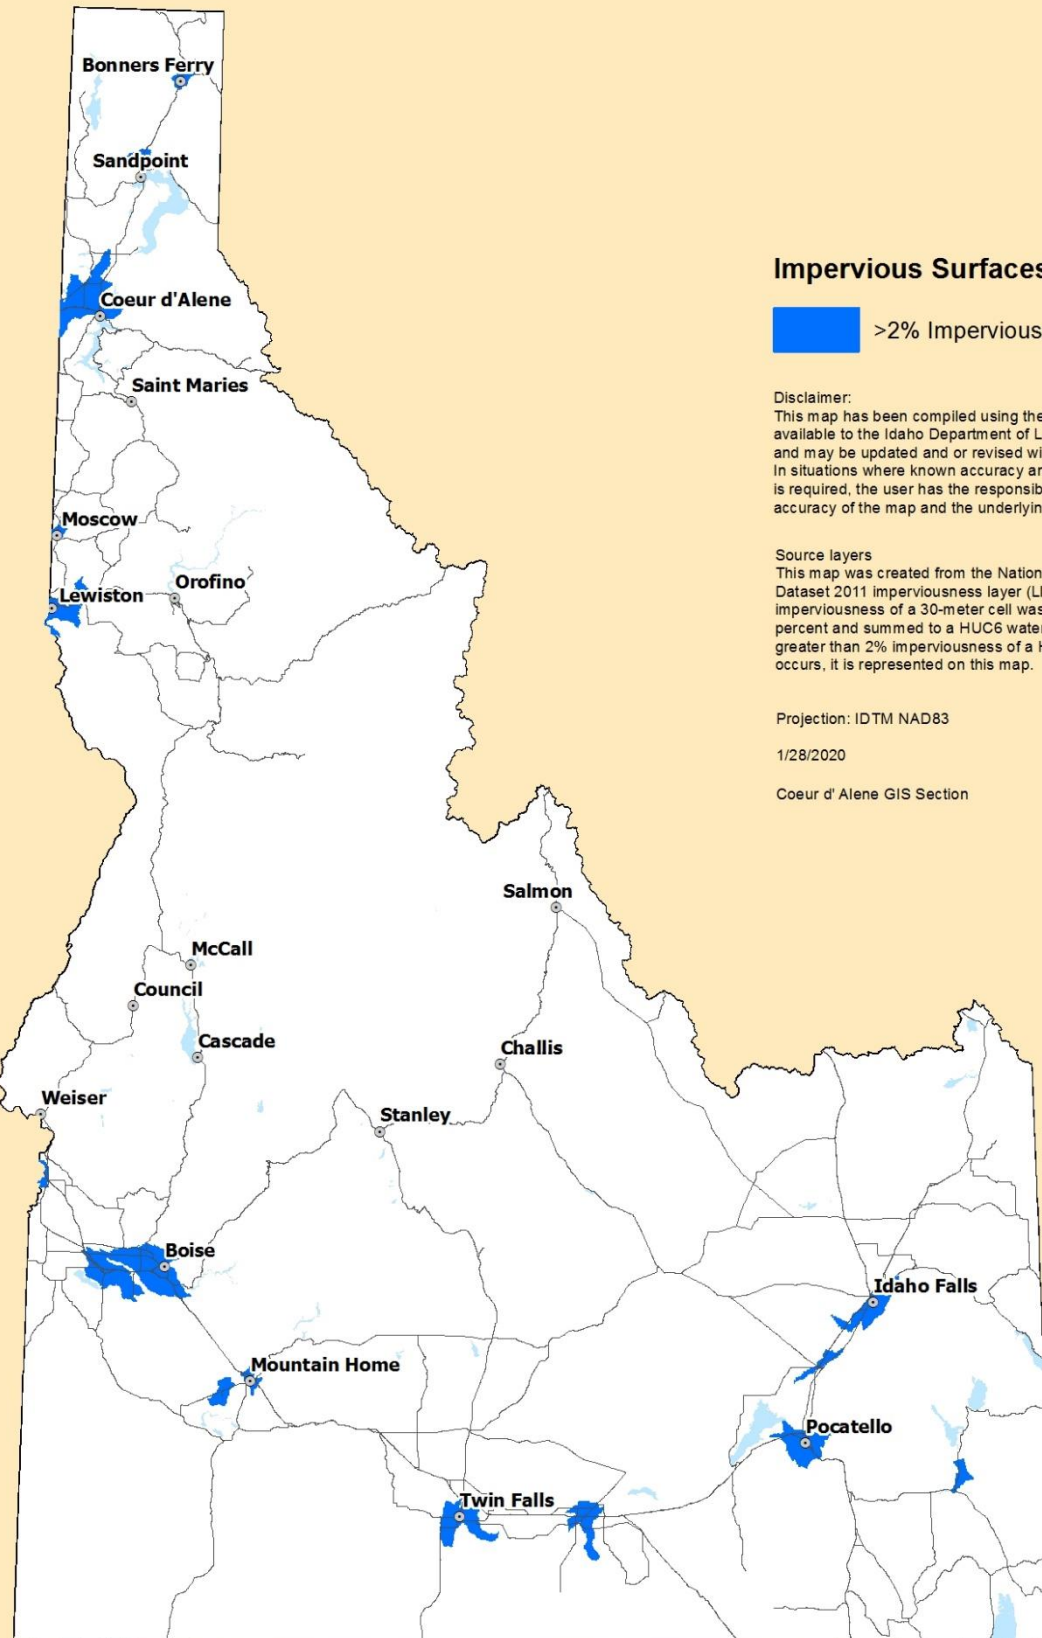 Bonners Ferry
Sandpoint
Impervious Surfaces
>2% Impervious
Coeur d'Alene
Saint Maries
Disclaimer:
This map has been compiled using the
available to the Idaho Department of L
and may be updated and or revised wi
In situations where known accuracy an
is required, the user has the responsib
accuracy of the map and the underlyin
Moscow
Orofino
Lewiston
Source layers
This map was created from the Nation
Dataset 2011 imperviousness layer (LI
imperviousness of a 30-meter cell was
percent and summed to a HUC6 water
greater than 2% imperviousness of a H
occurs, it is represented on this map.
Projection: IDTM NAD83
1/28/2020
Coeur d' Alene GIS Section
Salmon
McCall
Council
Cascade
Challis
Weiser
Stanley
Boise
Idaho Falls
Mountain Home
Pocatello
Twin Falls